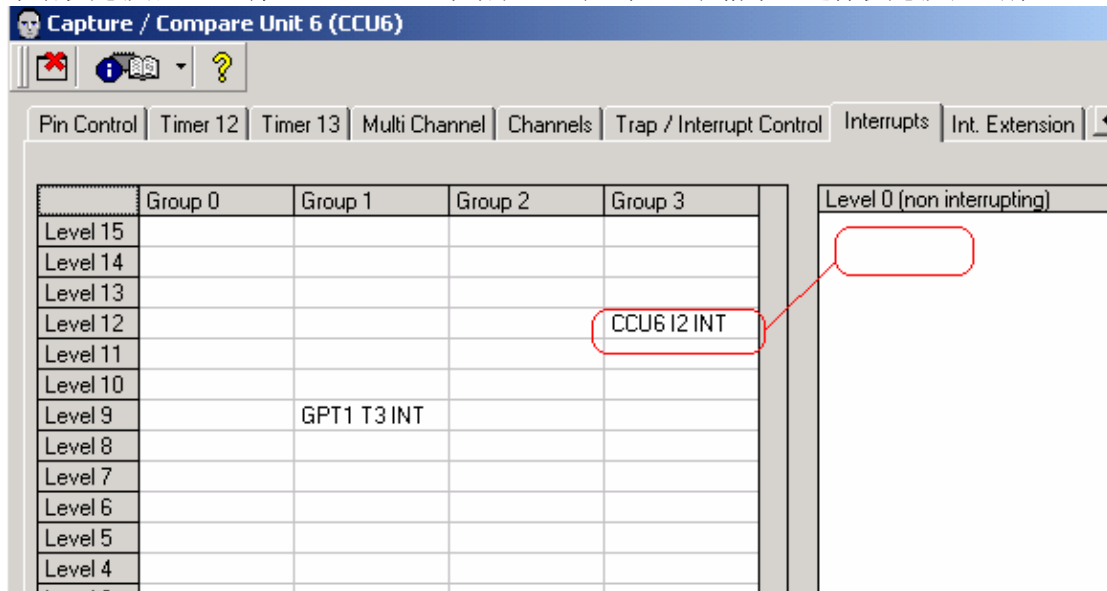 Capture / Compare Unit 6 (CCU6)
Pin Control Timer 12 Timer 13 Multi Channel Channels Trap / Interrupt Control Interrupts Int. Extension
Group 0 Group 1 Group 2 Group 3 Level 0 (non interrupting)
Level 15
Level 14
Level 13
Level 12 CCU6 I2 INT
Level 11
Level 10
Level 9 GPT1 T3 INT
Level 8
Level 7
Level 6
Level 5
Level 4